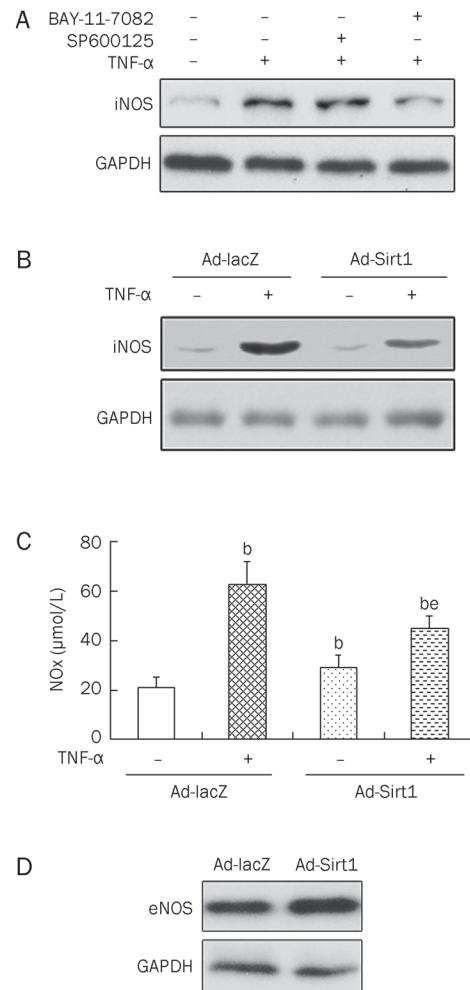 A
BAY-11-7082 – – – +
SP600125 – – + –
TNF-α – + + +
iNOS
GAPDH
B
Ad-lacZ Ad-Sirt1
TNF-α – + – +
iNOS
GAPDH
C
80
60
40
20
0
NOx (μmol/L)
b
b
be
TNF-α – + – +
Ad-lacZ Ad-Sirt1
D
Ad-lacZ Ad-Sirt1
eNOS
GAPDH